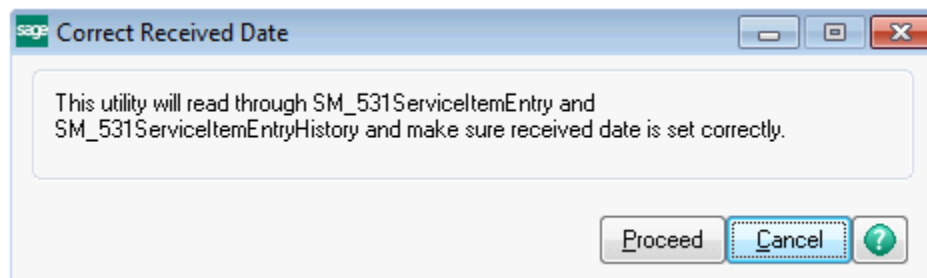 sage Correct Received Date
This utility will read through SM_531ServiceItemEntry and
SM_531ServiceItemEntryHistory and make sure received date is set correctly.
Proceed Cancel ?